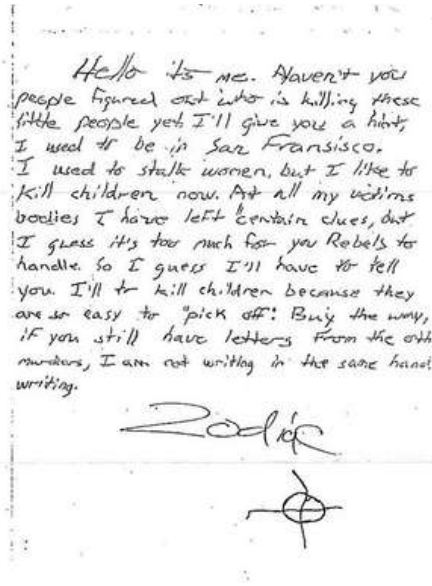 Hello it's me. Haven't you
people figured out who is killing these
little people yet. I'll give you a hint,
I used to be in San Fransisco.
I used to stalk women, but I like to
kill children now. At all my victims
bodies I have left certain clues, but
I guess it's too much for you Rebels to
handle. So I guess I'll have to tell
you. I'll to kill children because they
are so easy to "pick off! Buy the way,
if you still have letters from the oth
murders, I am not writing in the same hand
writing.
Zodiac